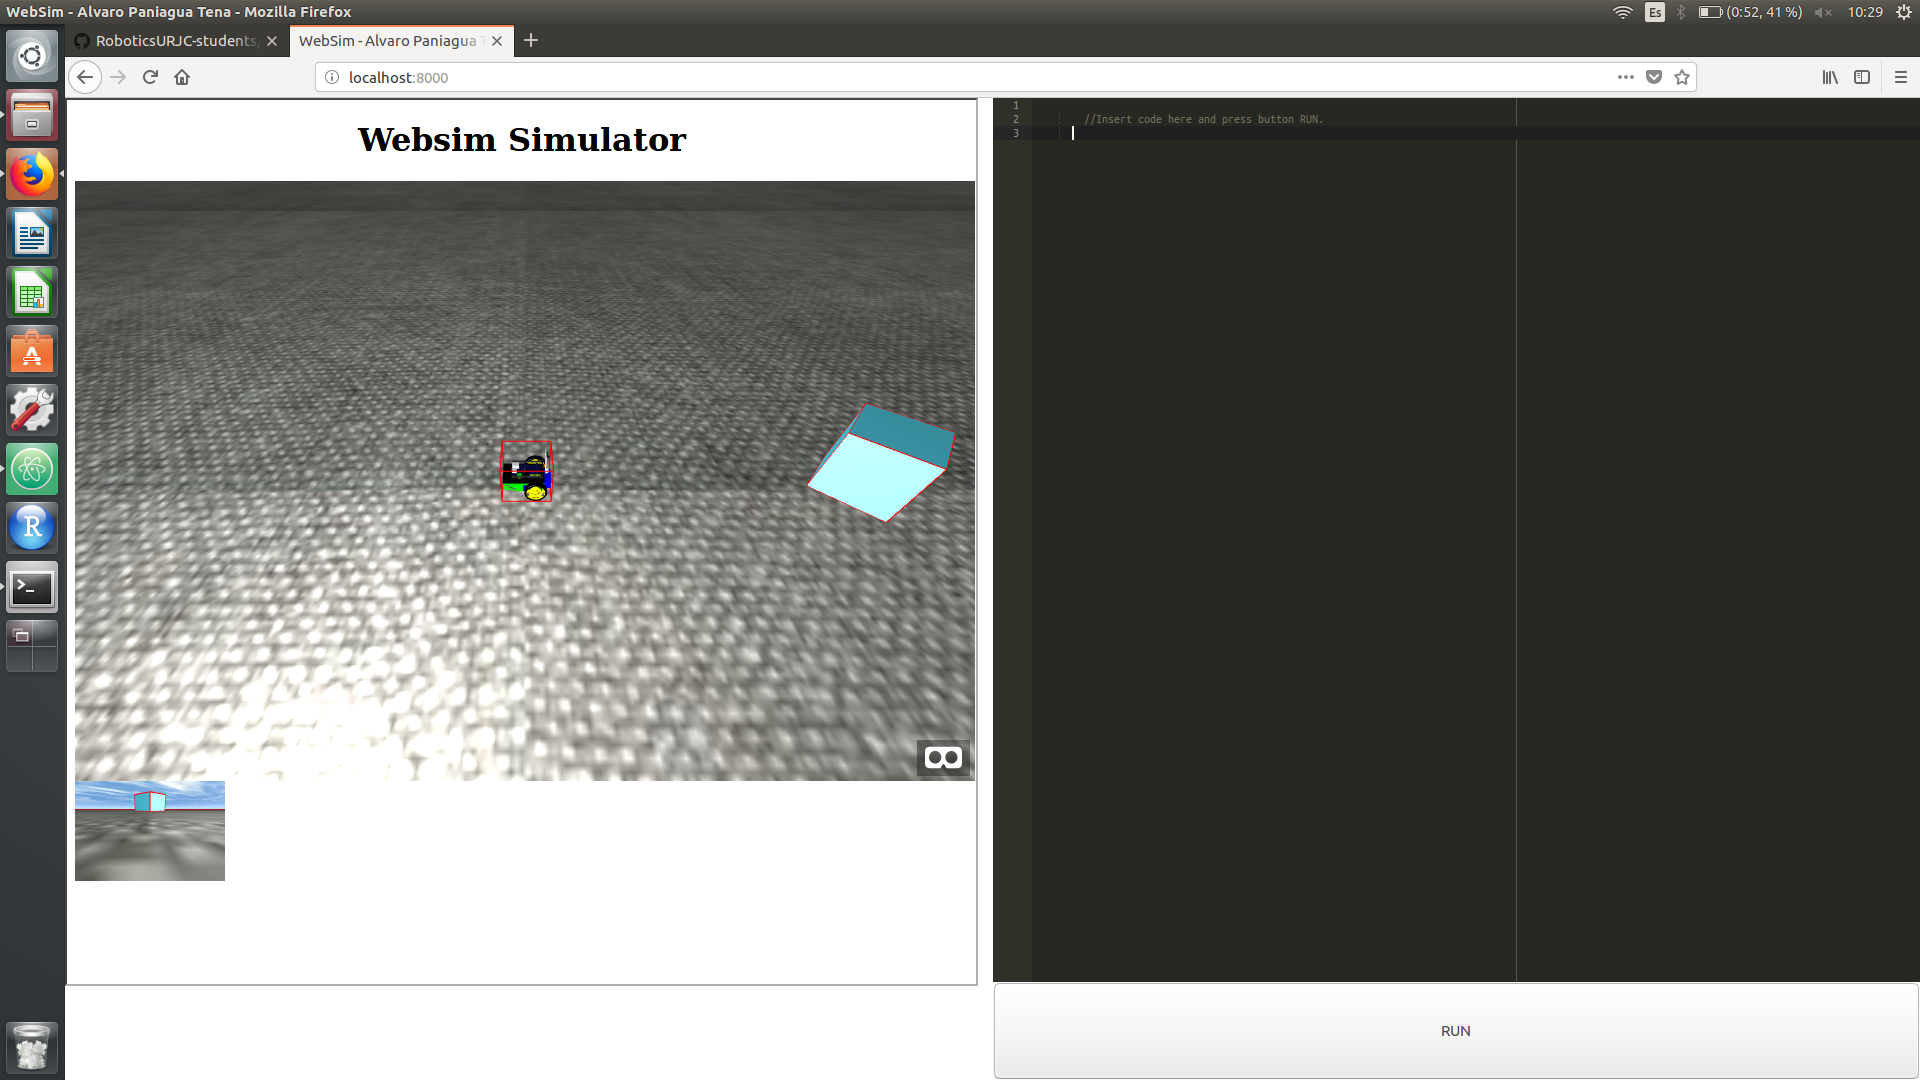 WebSim - Alvaro Paniagua Tena - Mozilla Firefox
Es
(0:52, 41 %)
10:29
RoboticsURJC-students
WebSim - Alvaro Paniagua T
localhost:8000
Websim Simulator
1
2 //Insert code here and press button RUN.
3
RUN